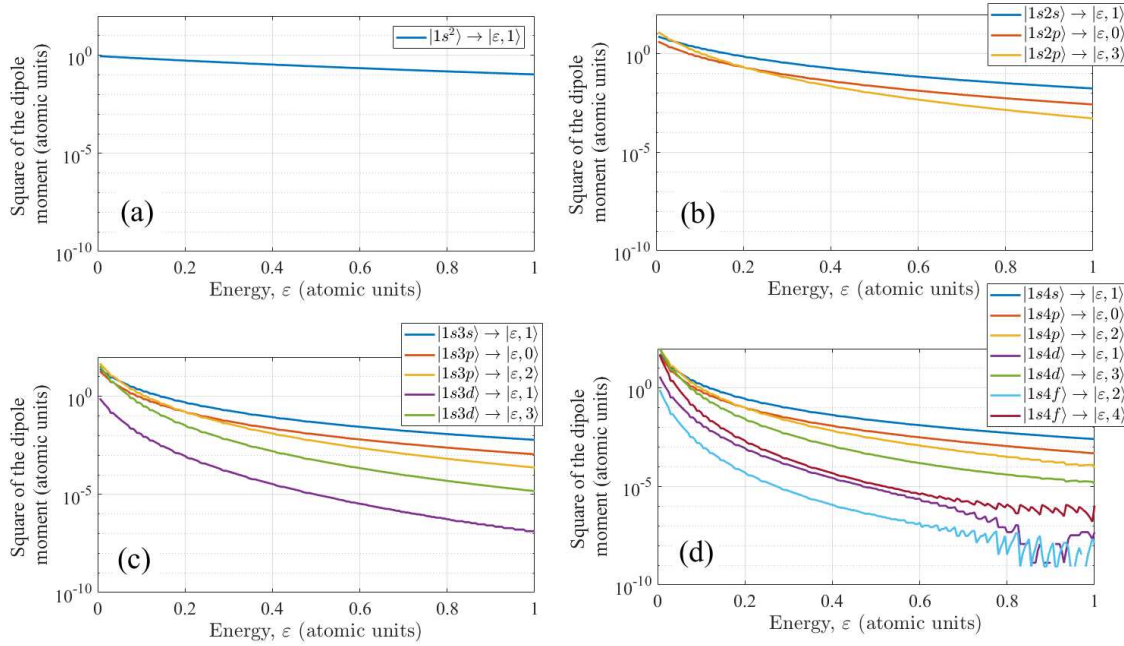 |1s²⟩ → |ε, 1⟩
10⁰
10⁻⁵
10⁻¹⁰
Square of the dipole
moment (atomic units)
(a)
0 0.2 0.4 0.6 0.8 1
Energy, ε (atomic units)
|1s2s⟩ → |ε, 1⟩
|1s2p⟩ → |ε, 0⟩
|1s2p⟩ → |ε, 3⟩
10⁰
10⁻⁵
10⁻¹⁰
Square of the dipole
moment (atomic units)
(b)
0 0.2 0.4 0.6 0.8 1
Energy, ε (atomic units)
|1s3s⟩ → |ε, 1⟩
|1s3p⟩ → |ε, 0⟩
|1s3p⟩ → |ε, 2⟩
|1s3d⟩ → |ε, 1⟩
|1s3d⟩ → |ε, 3⟩
10⁰
10⁻⁵
10⁻¹⁰
Square of the dipole
moment (atomic units)
(c)
0 0.2 0.4 0.6 0.8 1
Energy, ε (atomic units)
|1s4s⟩ → |ε, 1⟩
|1s4p⟩ → |ε, 0⟩
|1s4p⟩ → |ε, 2⟩
|1s4d⟩ → |ε, 1⟩
|1s4d⟩ → |ε, 3⟩
|1s4f⟩ → |ε, 2⟩
|1s4f⟩ → |ε, 4⟩
10⁰
10⁻⁵
10⁻¹⁰
Square of the dipole
moment (atomic units)
(d)
0 0.2 0.4 0.6 0.8 1
Energy, ε (atomic units)